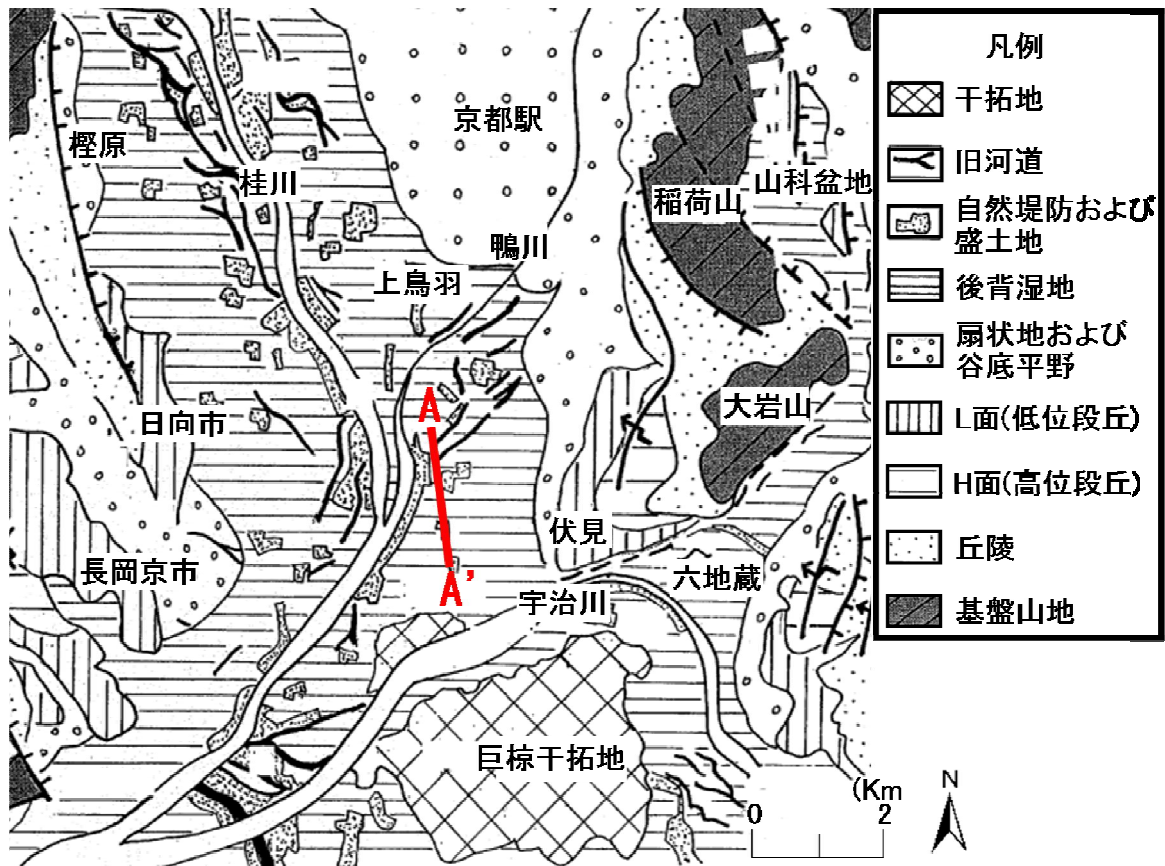 京都駅
樫原
桂川
稲荷山
山科盆地
鴨川
上鳥羽
A
大岩山
日向市
伏見
長岡京市
A'
六地蔵
宇治川
巨椋干拓地
N
(Km
0
2
凡例
干拓地
旧河道
自然堤防および
盛土地
後背湿地
扇状地および
谷底平野
L面(低位段丘)
H面(高位段丘)
丘陵
基盤山地